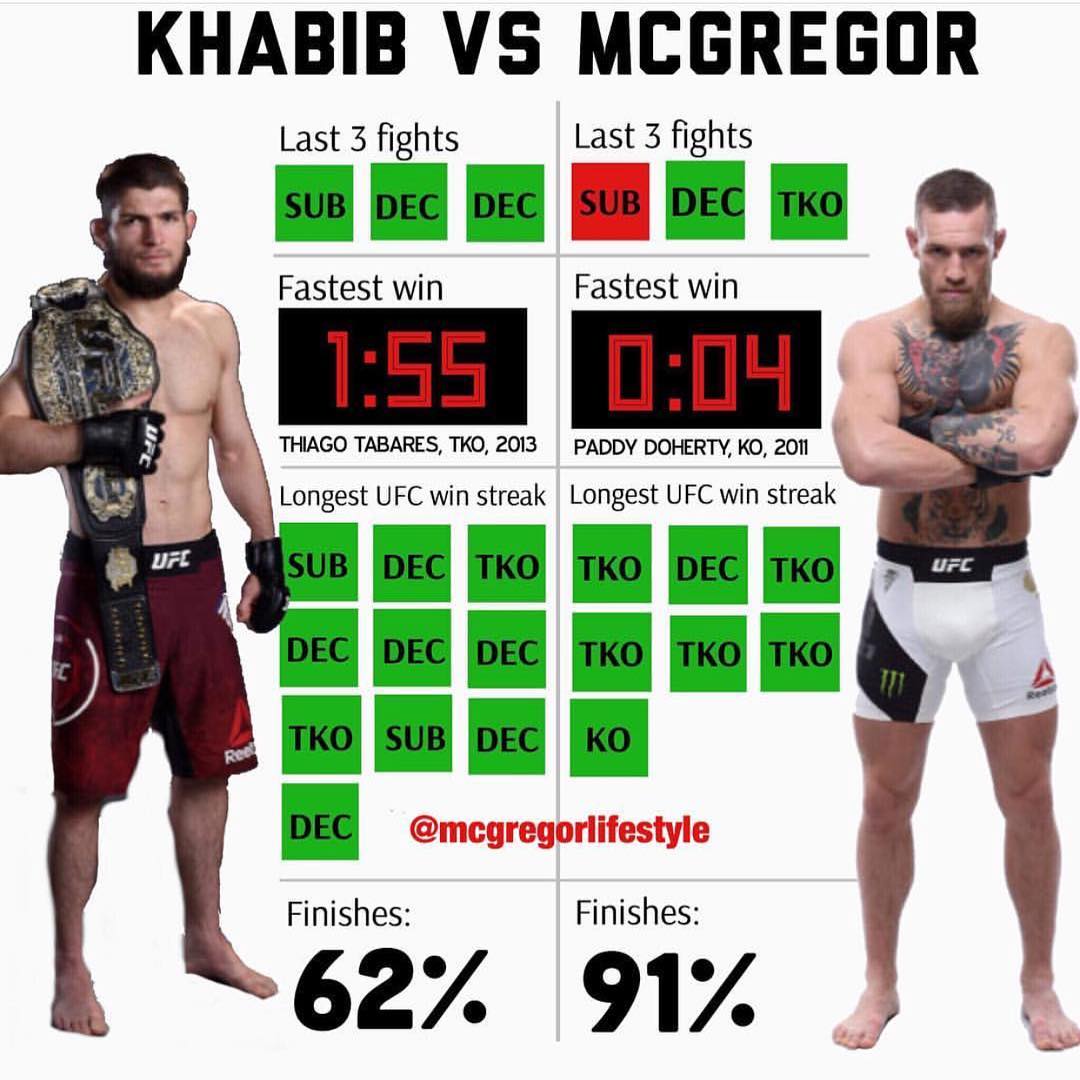 KHABIB VS MCGREGOR
Last 3 fights
SUB DEC DEC
Fastest win
1:55
THIAGO TABARES, TKO, 2013
Longest UFC win streak
SUB DEC TKO
DEC DEC DEC
TKO SUB DEC
DEC
Finishes:
62%
Last 3 fights
SUB DEC TKO
Fastest win
0:04
PADDY DOHERTY, KO, 2011
Longest UFC win streak
TKO DEC TKO
TKO TKO TKO
KO
Finishes:
91%
@mcgregorlifestyle
UFC
UFC
Reeb
UFC
Reeb